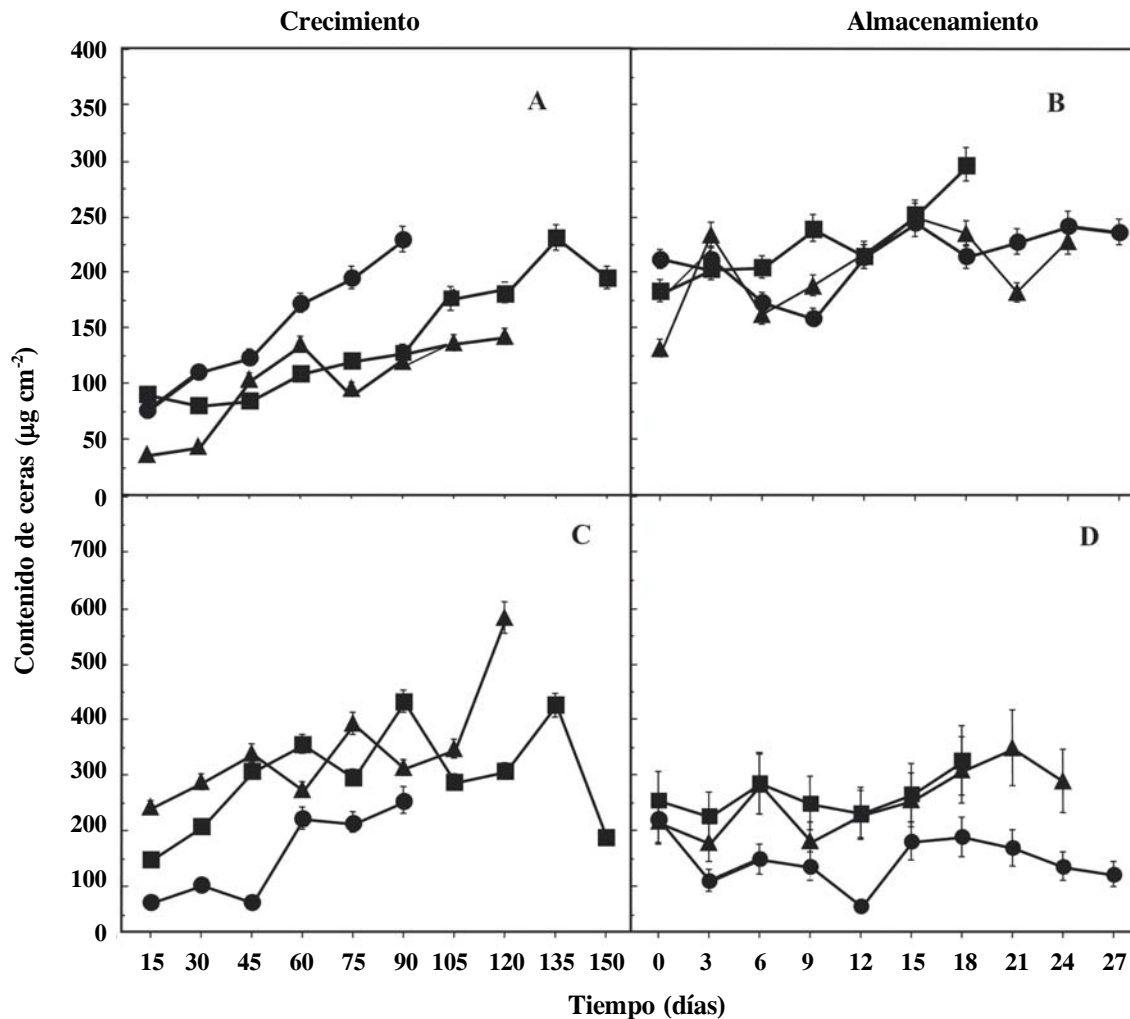 Crecimiento
Almacenamiento
400
350
300
250
200
150
100
50
0
A
B
700
600
500
400
300
200
100
0
C
D
Contenido de ceras (µg cm⁻²)
15 30 45 60 75 90 105 120 135 150
0 3 6 9 12 15 18 21 24 27
Tiempo (días)